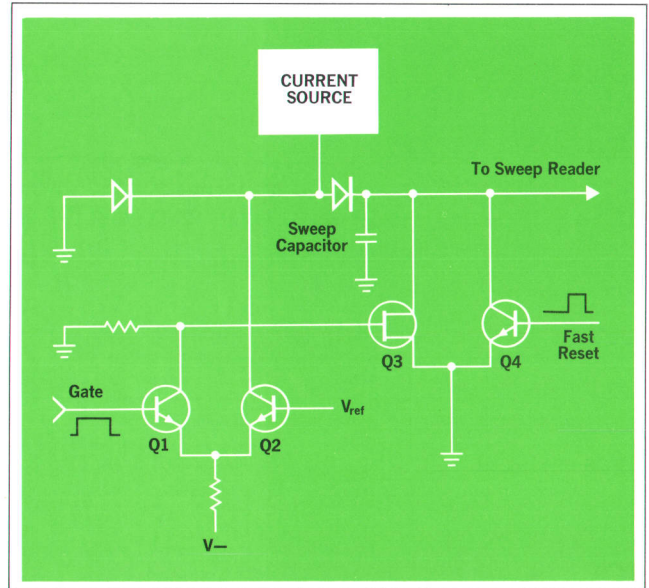 CURRENT
SOURCE
To Sweep Reader
Sweep
Capacitor
Fast
Reset
Q3
Q4
Gate
Q1
Q2
Vref
V—